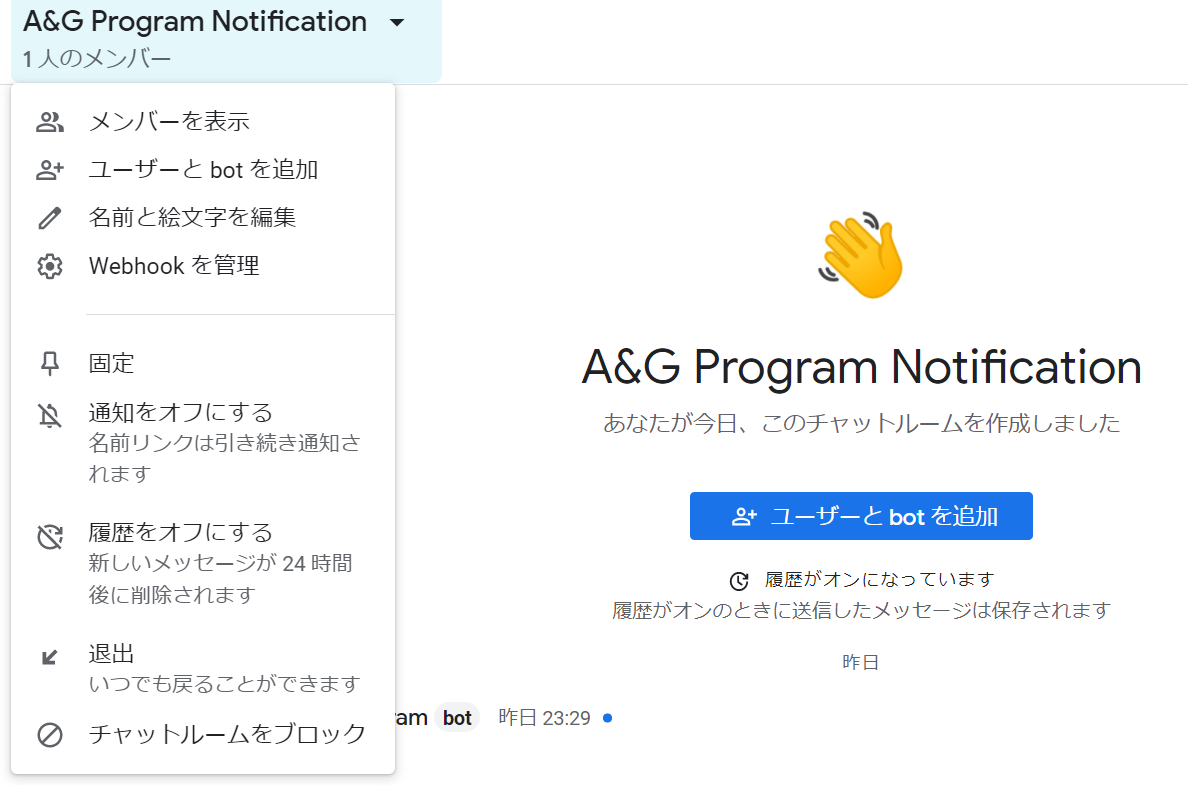 A&G Program Notification
1 人のメンバー
メンバーを表示
ユーザーと bot を追加
名前と絵文字を編集
Webhook を管理
固定
通知をオフにする
名前リンクは引き続き通知さ
れます
履歴をオフにする
新しいメッセージが 24 時間
後に削除されます
退出
いつでも戻ることができます
チャットルームをブロック
A&G Program Notification
あなたが今日、このチャットルームを作成しました
ユーザーと bot を追加
履歴がオンになっています
履歴がオンのときに送信したメッセージは保存されます
昨日
ram bot 昨日 23:29